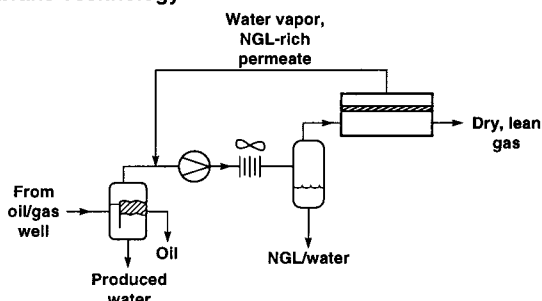 Water vapor,
NGL-rich
permeate
Dry, lean
gas
From
oil/gas
well
Oil
NGL/water
Produced
water